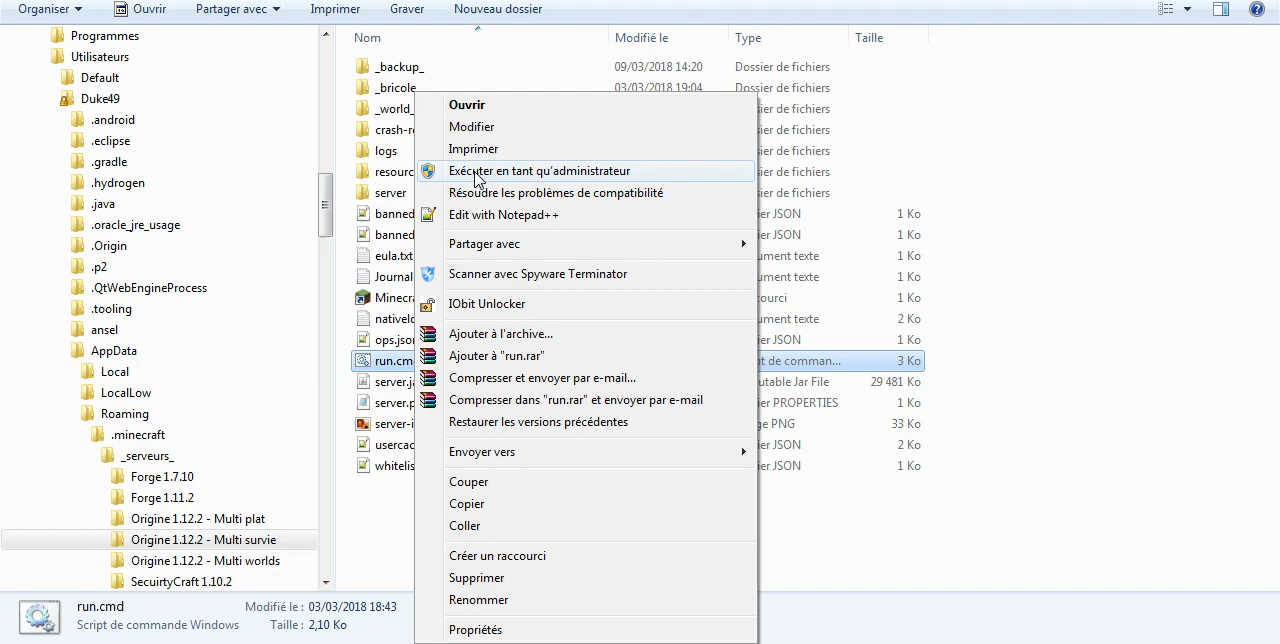 Organiser
Ouvrir
Partager avec
Imprimer
Graver
Nouveau dossier
Programmes
Utilisateurs
Default
Duke49
.android
.eclipse
.gradle
.hydrogen
.java
.oracle_jre_usage
.Origin
.p2
.QtWebEngineProcess
.tooling
ansel
AppData
Local
LocalLow
Roaming
.minecraft
_serveurs_
Forge 1.7.10
Forge 1.11.2
Origine 1.12.2 - Multi plat
Origine 1.12.2 - Multi survie
Origine 1.12.2 - Multi worlds
SecuirtyCraft 1.10.2
Nom Modifié le Type Taille
_backup_ 09/03/2018 14:20 Dossier de fichiers
_bricole_ 03/03/2018 19:04 Dossier de fichiers
_world_ ier de fichiers
crash-re ier de fichiers
logs ier de fichiers
resourc ier de fichiers
server ier de fichiers
banned ier JSON 1 Ko
banned ier JSON 1 Ko
eula.txt ument texte 1 Ko
Journal ument texte 1 Ko
Minecra ourci 1 Ko
nativelo ument texte 2 Ko
ops.json ier JSON 1 Ko
run.cm pt de comman... 3 Ko
server.ja utable Jar File 29 481 Ko
server.p ier PROPERTIES 1 Ko
server-i ge PNG 33 Ko
usercac ier JSON 2 Ko
whitelis ier JSON 1 Ko
Ouvrir
Modifier
Imprimer
Exécuter en tant qu'administrateur
Résoudre les problèmes de compatibilité
Edit with Notepad++
Partager avec
Scanner avec Spyware Terminator
IObit Unlocker
Ajouter à l'archive...
Ajouter à "run.rar"
Compresser et envoyer par e-mail...
Compresser dans "run.rar" et envoyer par e-mail
Restaurer les versions précédentes
Envoyer vers
Couper
Copier
Coller
Créer un raccourci
Supprimer
Renommer
Propriétés
run.cmd Modifié le : 03/03/2018 18:43
Script de commande Windows Taille : 2,10 Ko